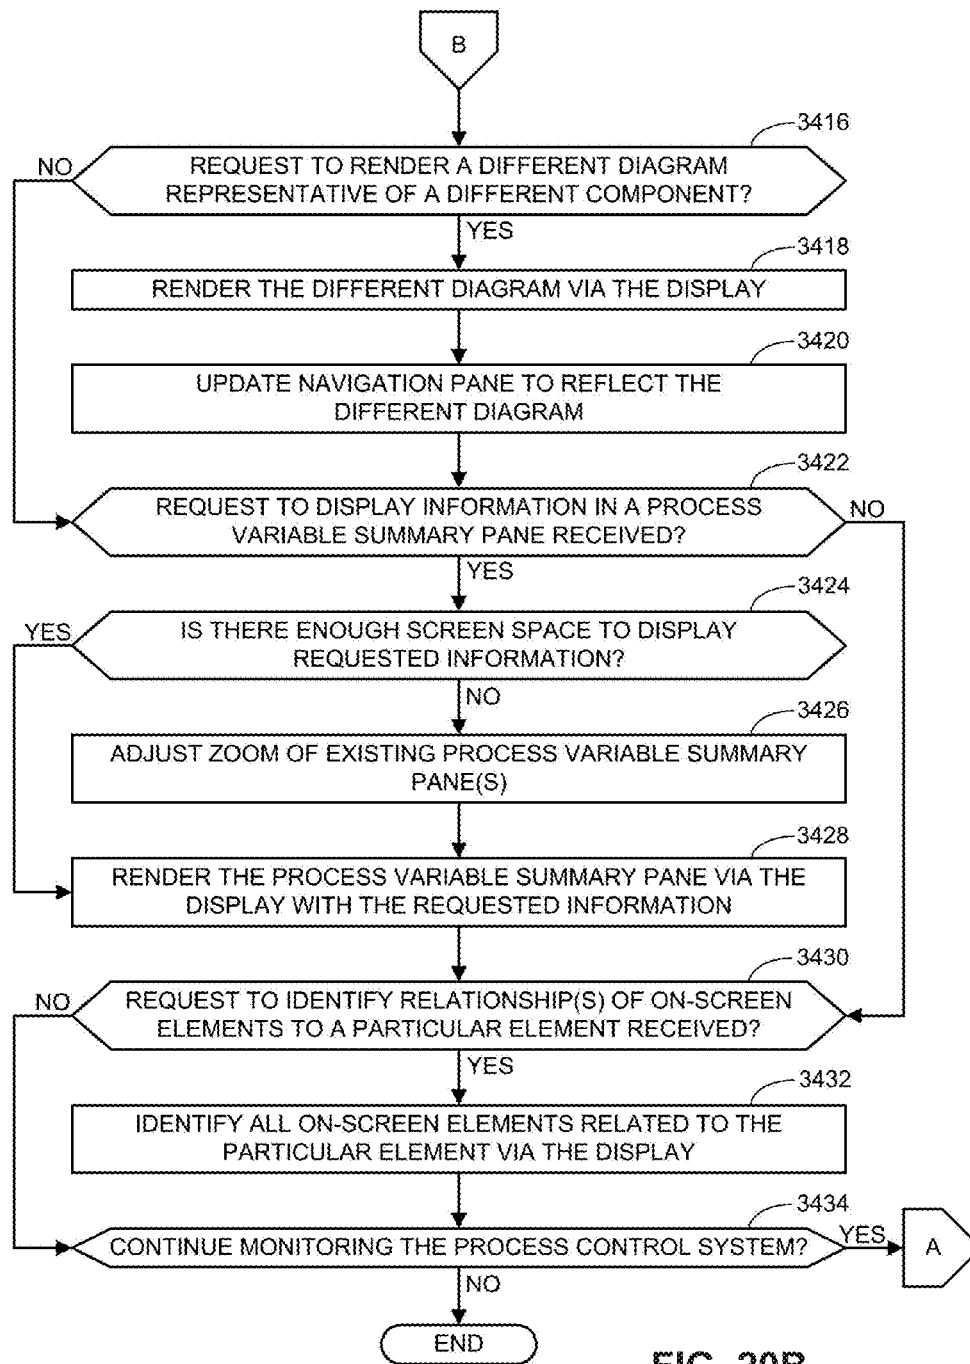 B
3416
NO
REQUEST TO RENDER A DIFFERENT DIAGRAM
REPRESENTATIVE OF A DIFFERENT COMPONENT?
YES
3418
RENDER THE DIFFERENT DIAGRAM VIA THE DISPLAY
3420
UPDATE NAVIGATION PANE TO REFLECT THE
DIFFERENT DIAGRAM
3422
REQUEST TO DISPLAY INFORMATION IN A PROCESS
VARIABLE SUMMARY PANE RECEIVED?
NO
YES
3424
YES
IS THERE ENOUGH SCREEN SPACE TO DISPLAY
REQUESTED INFORMATION?
NO
3426
ADJUST ZOOM OF EXISTING PROCESS VARIABLE SUMMARY
PANE(S)
3428
RENDER THE PROCESS VARIABLE SUMMARY PANE VIA THE
DISPLAY WITH THE REQUESTED INFORMATION
3430
NO
REQUEST TO IDENTIFY RELATIONSHIP(S) OF ON-SCREEN
ELEMENTS TO A PARTICULAR ELEMENT RECEIVED?
YES
3432
IDENTIFY ALL ON-SCREEN ELEMENTS RELATED TO THE
PARTICULAR ELEMENT VIA THE DISPLAY
3434
CONTINUE MONITORING THE PROCESS CONTROL SYSTEM?
YES
A
NO
END
FIG.